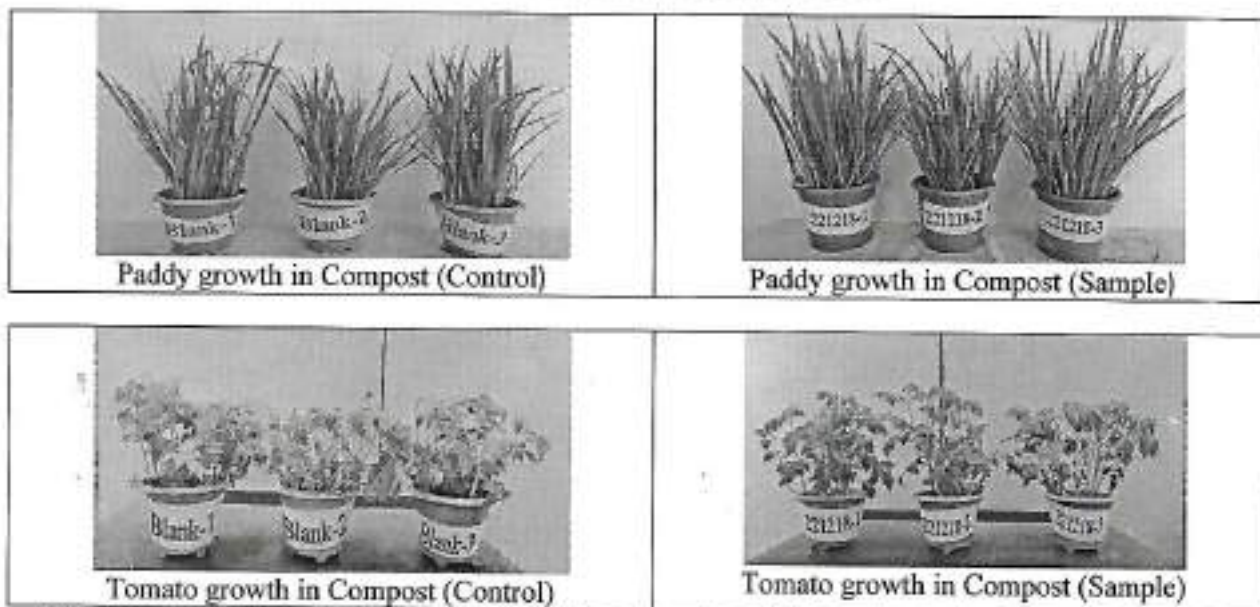 Blank-1 Blank-2 Blank-3
221218-2 221218-3
Paddy growth in Compost (Control)
Paddy growth in Compost (Sample)
Blank-1 Blank-2 Blank-3
221218-3
Tomato growth in Compost (Control)
Tomato growth in Compost (Sample)